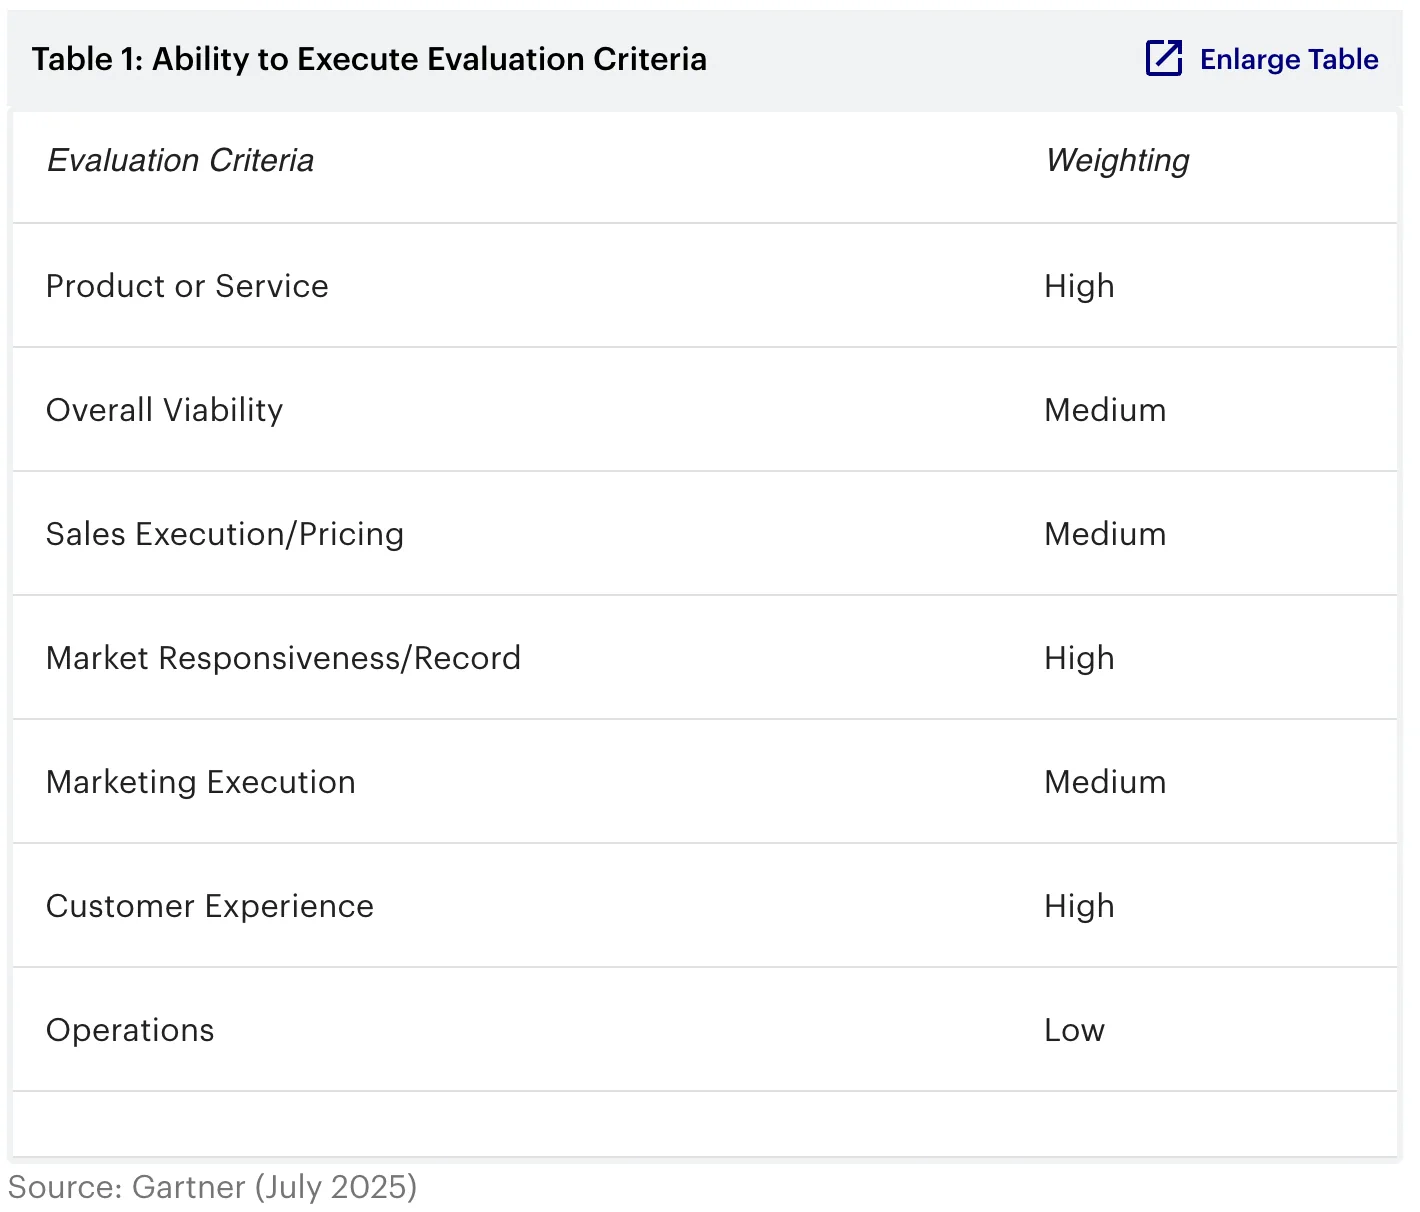 Table 1: Ability to Execute Evaluation Criteria Enlarge Table
Evaluation Criteria Weighting
Product or Service High
Overall Viability Medium
Sales Execution/Pricing Medium
Market Responsiveness/Record High
Marketing Execution Medium
Customer Experience High
Operations Low
Source: Gartner (July 2025)